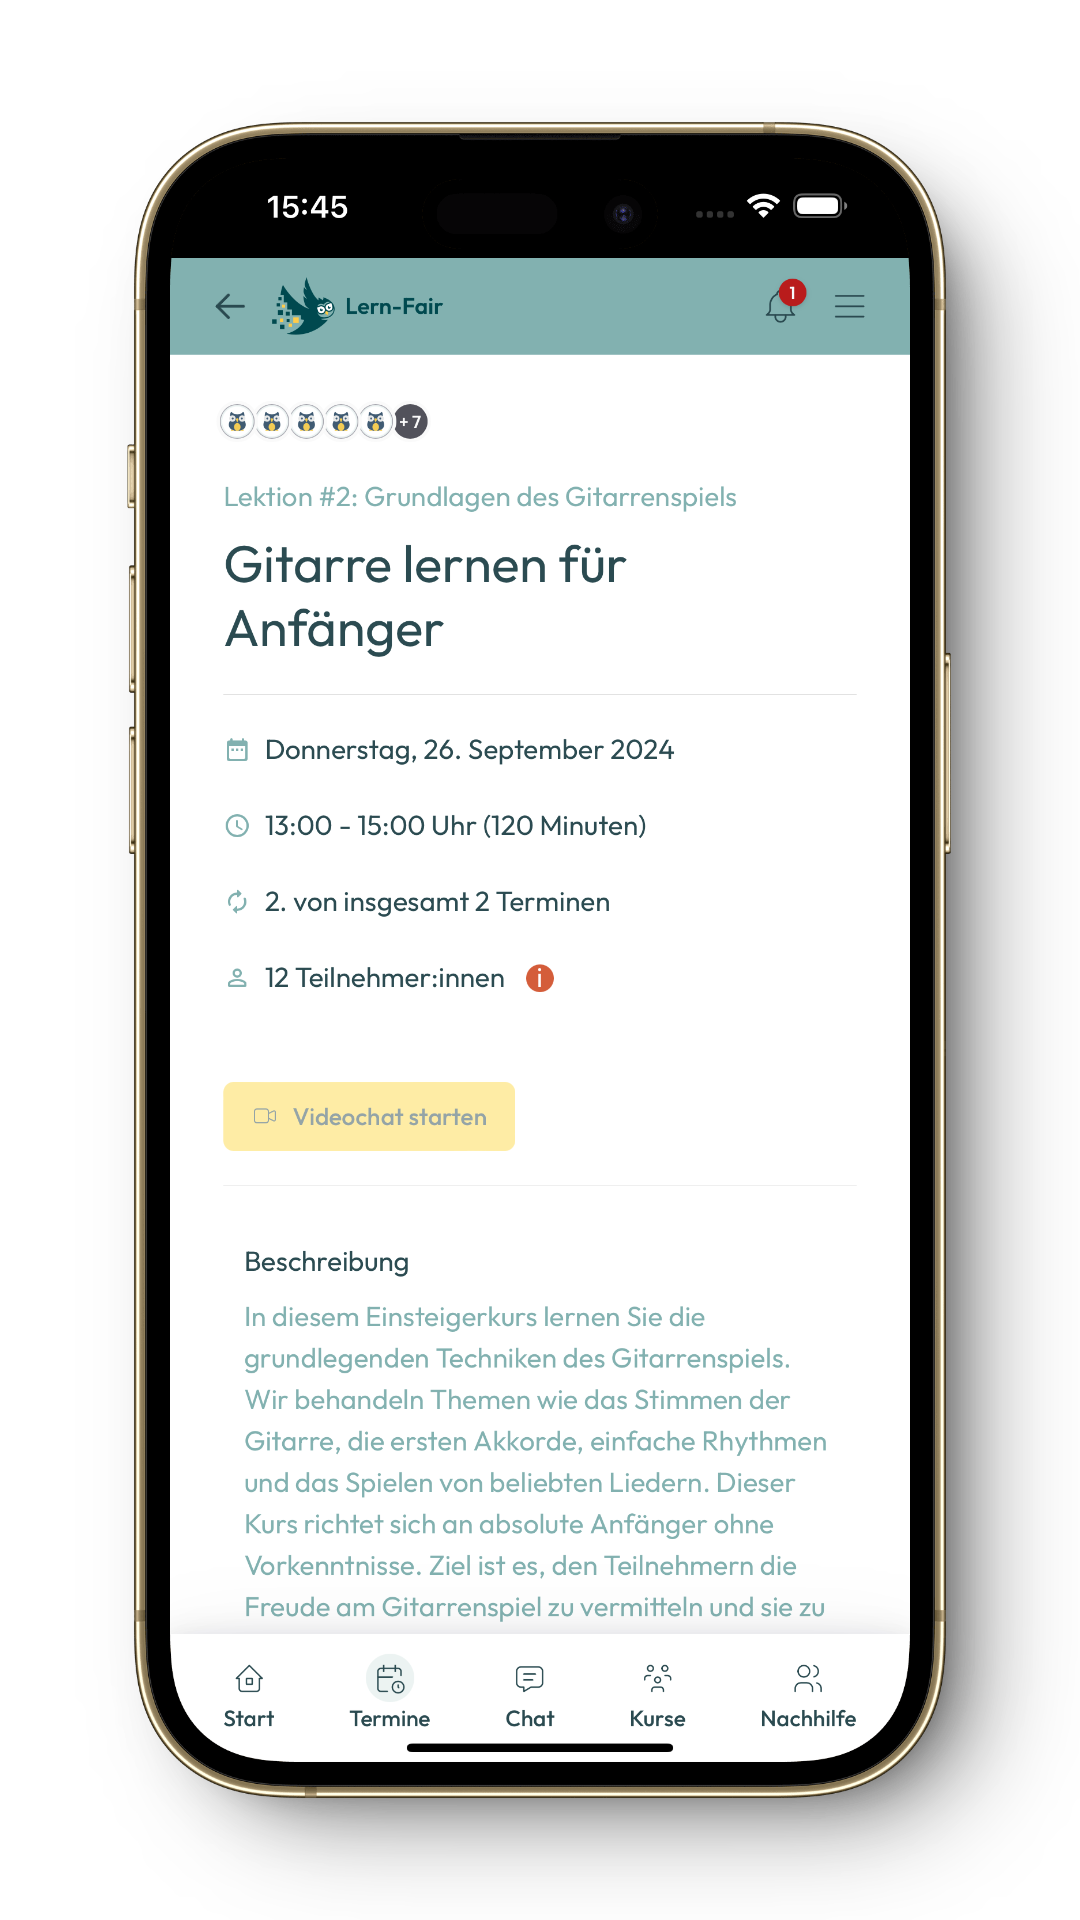 15:45
Lern-Fair
1
+7
Lektion #2: Grundlagen des Gitarrenspiels
Gitarre lernen für
Anfänger
Donnerstag, 26. September 2024
13:00 - 15:00 Uhr (120 Minuten)
2. von insgesamt 2 Terminen
12 Teilnehmer:innen i
Videochat starten
Beschreibung
In diesem Einsteigerkurs lernen Sie die
grundlegenden Techniken des Gitarrenspiels.
Wir behandeln Themen wie das Stimmen der
Gitarre, die ersten Akkorde, einfache Rhythmen
und das Spielen von beliebten Liedern. Dieser
Kurs richtet sich an absolute Anfänger ohne
Vorkenntnisse. Ziel ist es, den Teilnehmern die
Freude am Gitarrenspiel zu vermitteln und sie zu
Start
Termine
Chat
Kurse
Nachhilfe